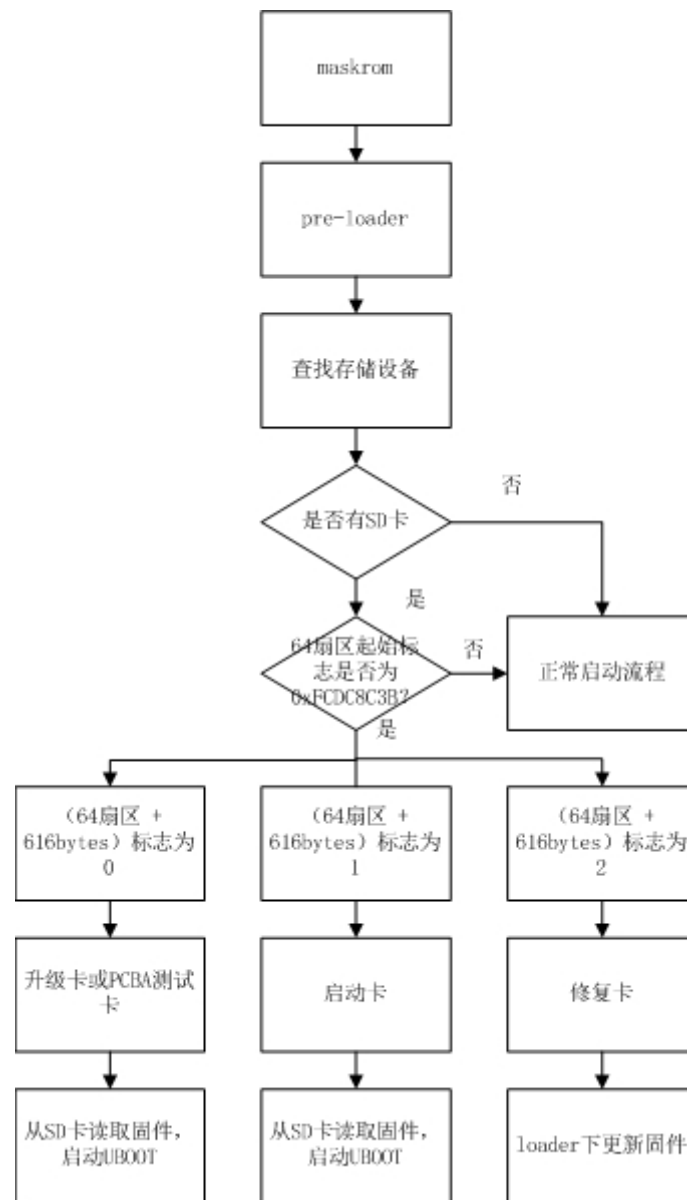 maskrom
pre-loader
查找存储设备
否
是否有SD卡
是
64扇区起始标
志是否为
0xFCDC8C3B?
否
正常启动流程
是
（64扇区 +
616bytes）标志为
0
（64扇区 +
616bytes）标志为
1
（64扇区 +
616bytes）标志为
2
升级卡或PCBA测试
卡
启动卡
修复卡
从SD卡读取固件，
启动UBOOT
从SD卡读取固件，
启动UBOOT
loader下更新固件